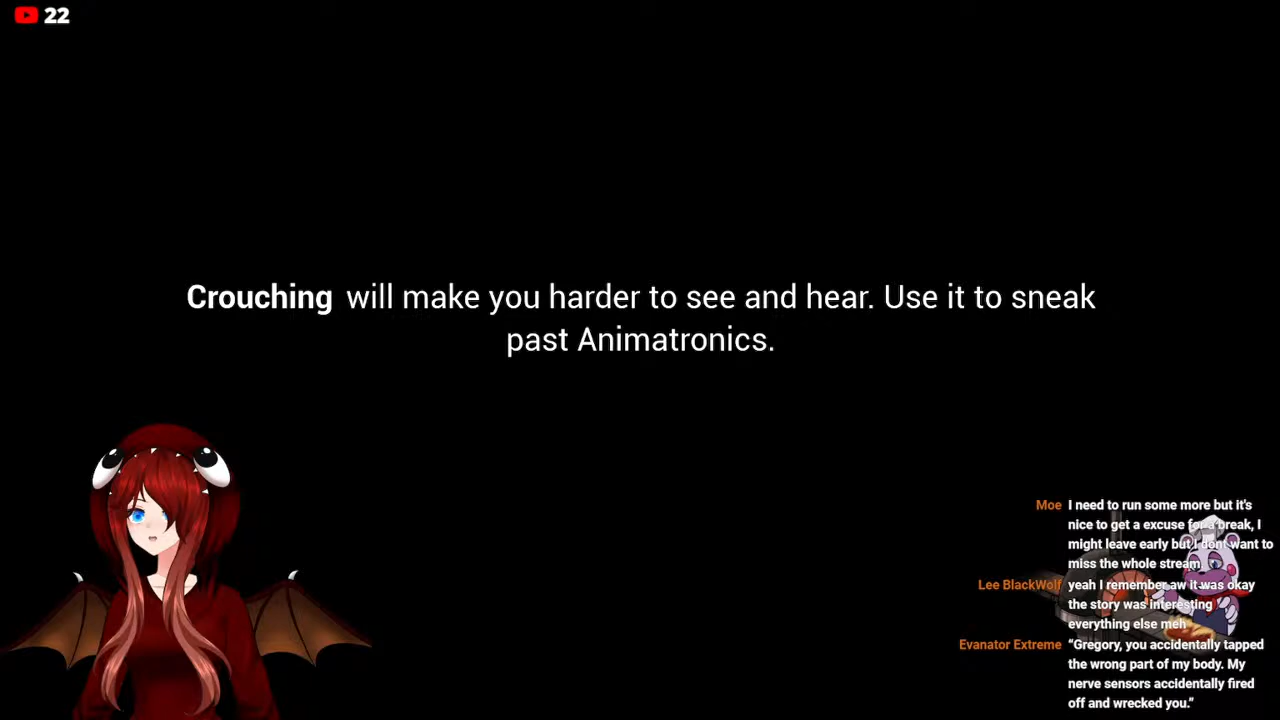 22
Crouching will make you harder to see and hear. Use it to sneak
past Animatronics.
Moe I need to run some more but it's
nice to get a excuse for a break, I
might leave early but I dont want to
miss the whole stream
Lee BlackWolf yeah I remember aw it was okay
the story was interesting
everything else meh
Evanator Extreme “Gregory, you accidentally tapped
the wrong part of my body. My
nerve sensors accidentally fired
off and wrecked you.”